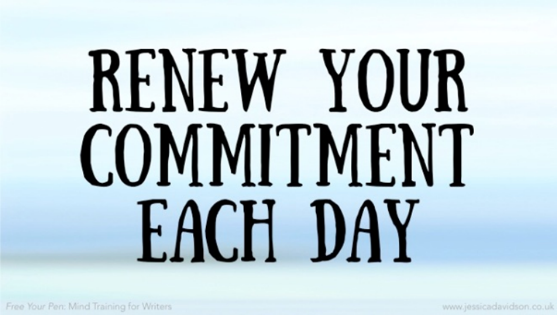 RENEW YOUR
COMMITMENT
EACH DAY
Free Your Pen: Mind Training for Writers
www.jessicadavidson.co.uk